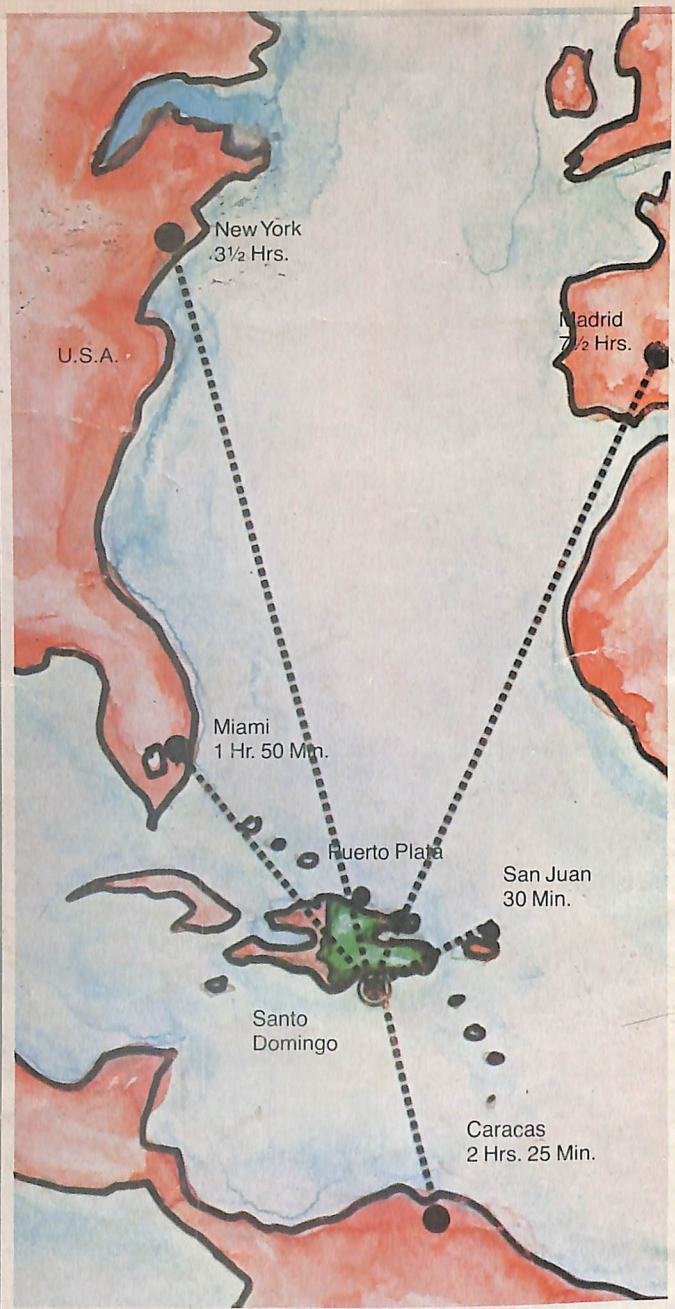 New York
3½ Hrs.
Madrid
7½ Hrs.
U.S.A.
Miami
1 Hr. 50 Min.
Puerto Plata
San Juan
30 Min.
Santo
Domingo
Caracas
2 Hrs. 25 Min.